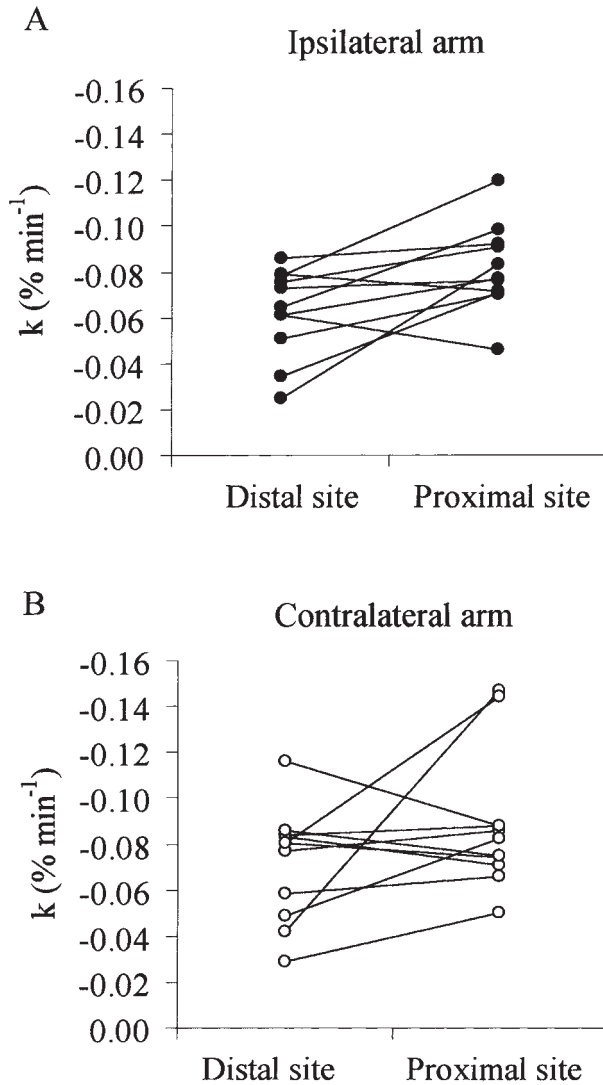 A
Ipsilateral arm
k (% min⁻¹)
-0.16
-0.14
-0.12
-0.10
-0.08
-0.06
-0.04
-0.02
0.00
Distal site Proximal site
B
Contralateral arm
k (% min⁻¹)
-0.16
-0.14
-0.12
-0.10
-0.08
-0.06
-0.04
-0.02
0.00
Distal site Proximal site